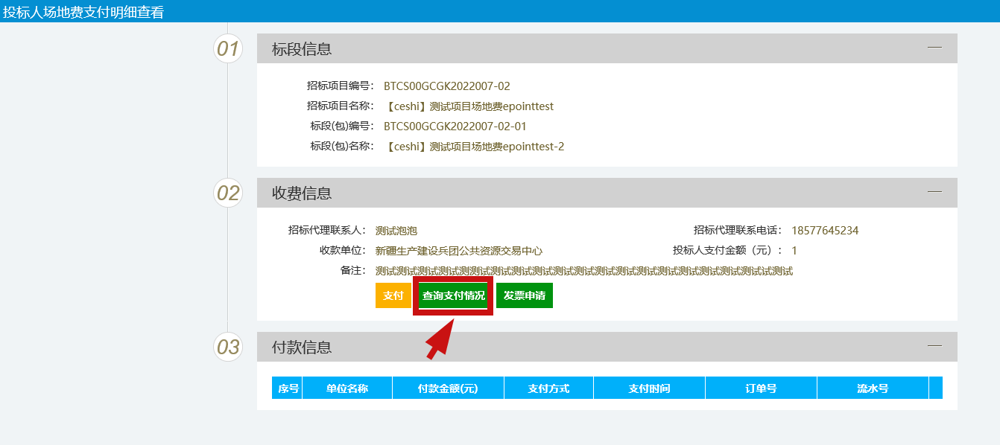 投标人场地费支付明细查看
01 标段信息
招标项目编号： BTCS00GCGK2022007-02
招标项目名称： 【ceshi】测试项目场地费epointtest
标段(包)编号： BTCS00GCGK2022007-02-01
标段(包)名称： 【ceshi】测试项目场地费epointtest-2
02 收费信息
招标代理联系人： 测试泡泡 招标代理联系电话： 18577645234
收款单位： 新疆生产建设兵团公共资源交易中心 投标人支付金额（元）： 1
备注： 测试测试测试测试测测试测试测试测试测试测试测试测试测试测试测试测试测试测试试测试
支付 查询支付情况 发票申请
03 付款信息
序号 单位名称 付款金额(元) 支付方式 支付时间 订单号 流水号